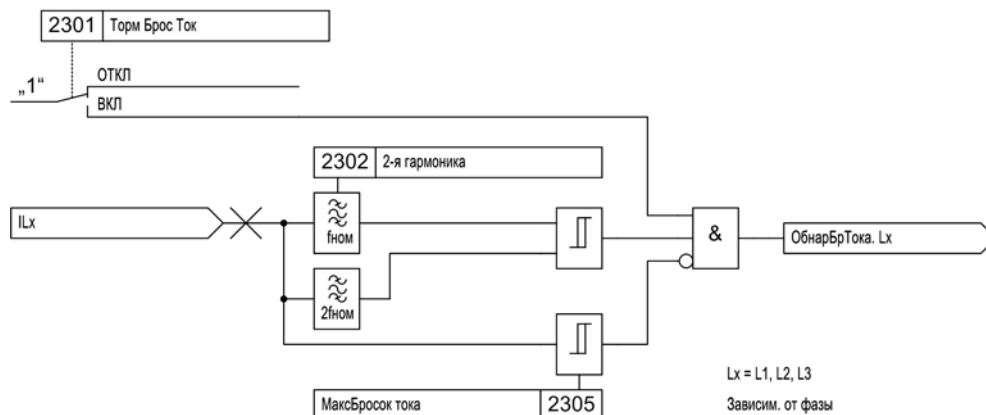 2301 Торм Брос Ток
„1“
ОТКЛ
ВКЛ
2302 2-я гармоника
ILx
fном
&
ОбнарБрТока. Lx
2fном
Lx = L1, L2, L3
МаксБросок тока 2305
Зависим. от фазы